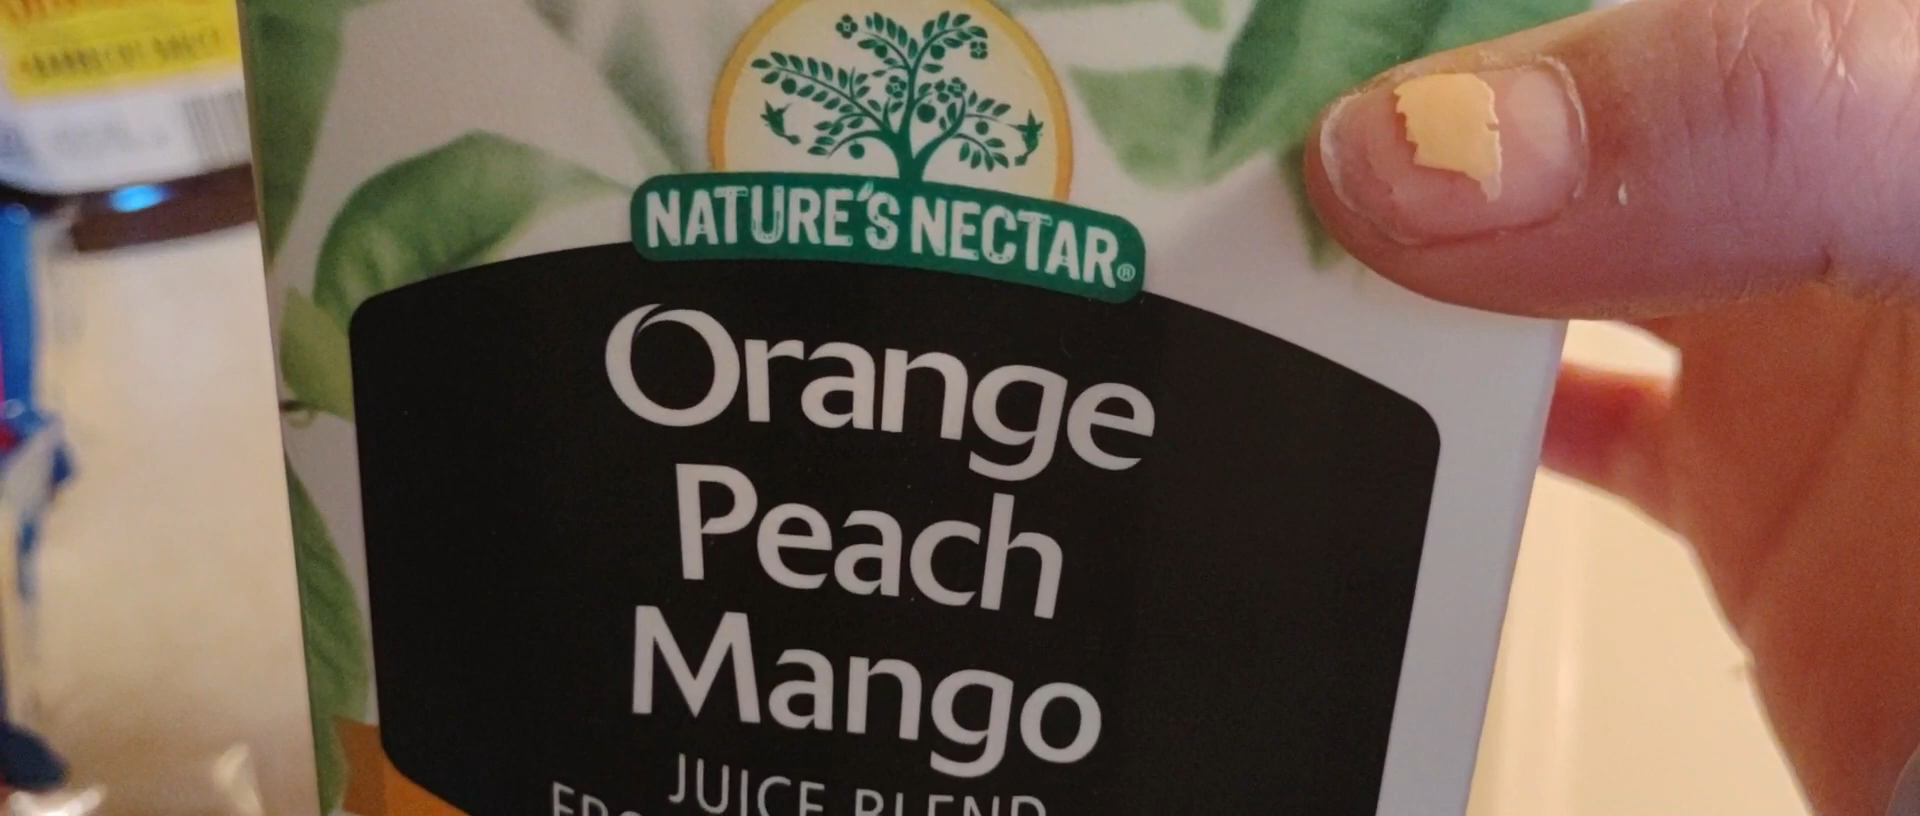 NATURE'S NECTAR®
Orange
Peach
Mango
JUICE BLEND